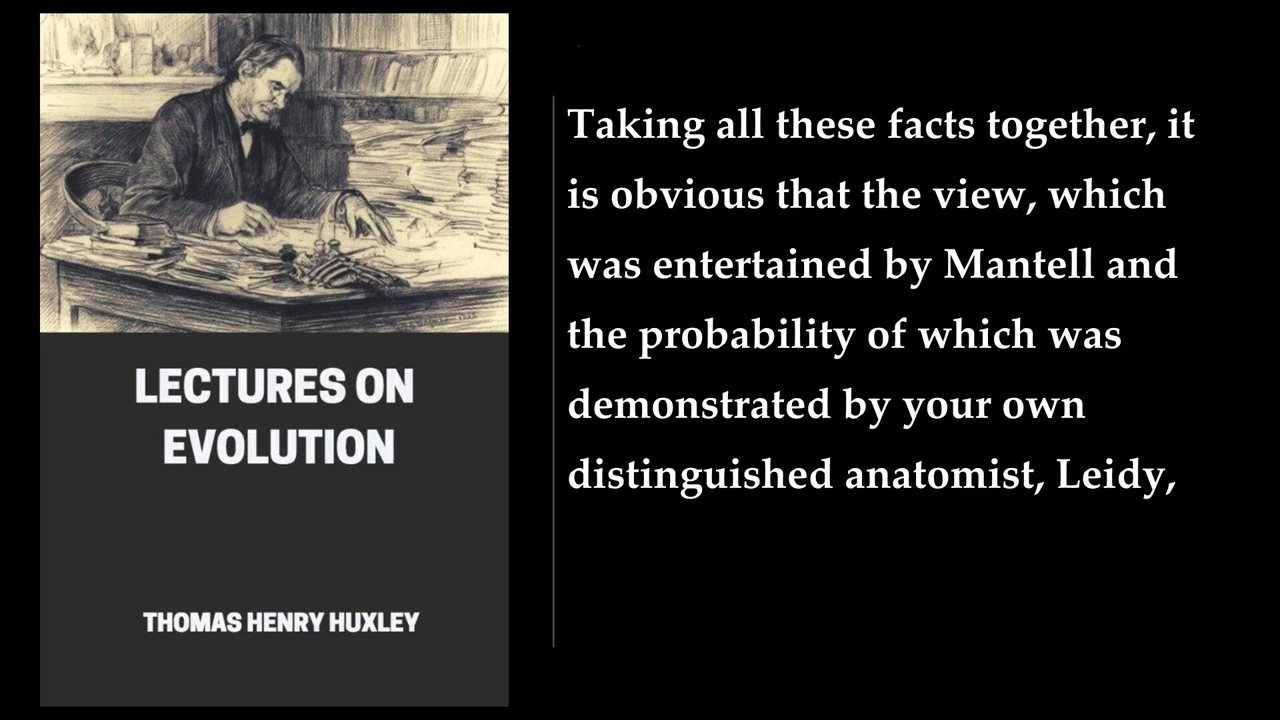 LECTURES ON
EVOLUTION
THOMAS HENRY HUXLEY
Taking all these facts together, it
is obvious that the view, which
was entertained by Mantell and
the probability of which was
demonstrated by your own
distinguished anatomist, Leidy,